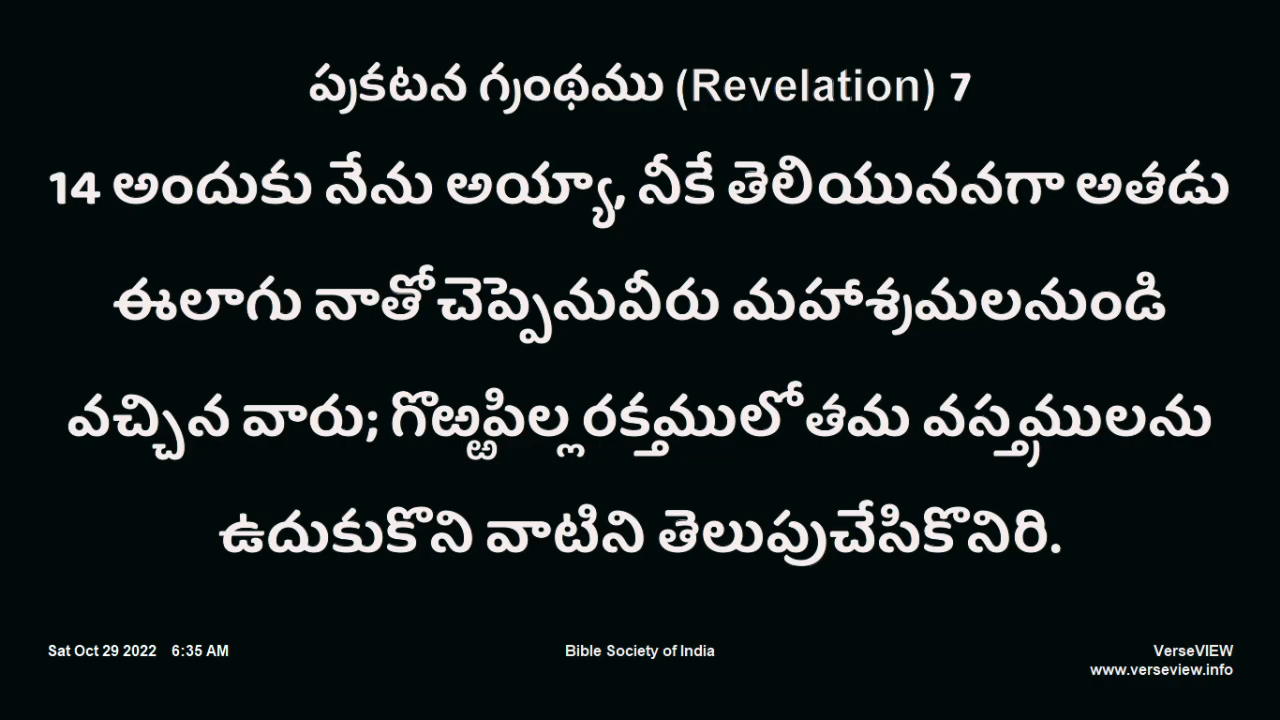 ప్రకటన గ్రంథము (Revelation) 7
14 అందుకు నేను అయ్యా, నీకే తెలియుననగా అతడు
ఈలాగు నాతో చెప్పెనువీరు మహాశ్రమలనుండి
వచ్చిన వారు; గొఱ్ఱపిల్ల రక్తములో తమ వస్త్రములను
ఉదుకుకొని వాటిని తెలుపుచేసికొనిరి.
Sat Oct 29 2022 6:35 AM
Bible Society of India
VerseVIEW
www.verseview.info